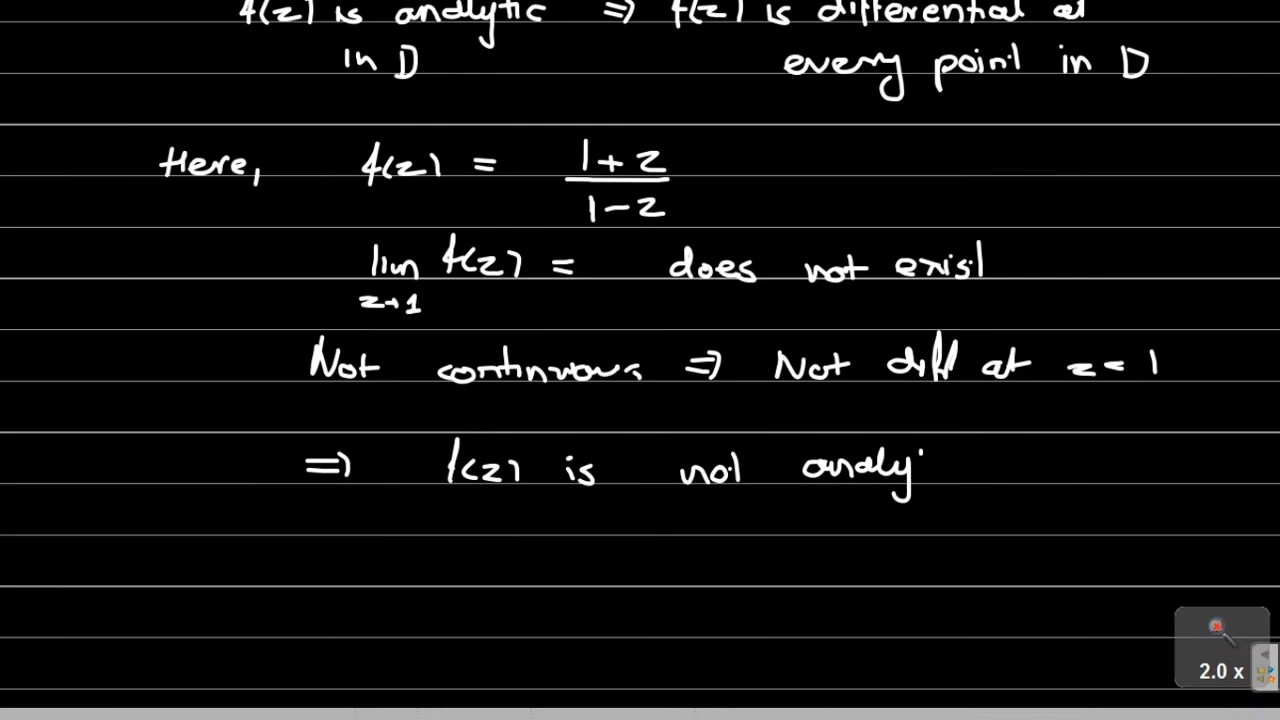 f(z) is analytic ⇒ f(z) is differential at
in D every point in D
Here, f(z) = 1+z
1-z
lim f(z) = does not exist
z→1
Not continuous ⇒ Not diff at z = 1
⇒ f(z) is not analy
2.0 x